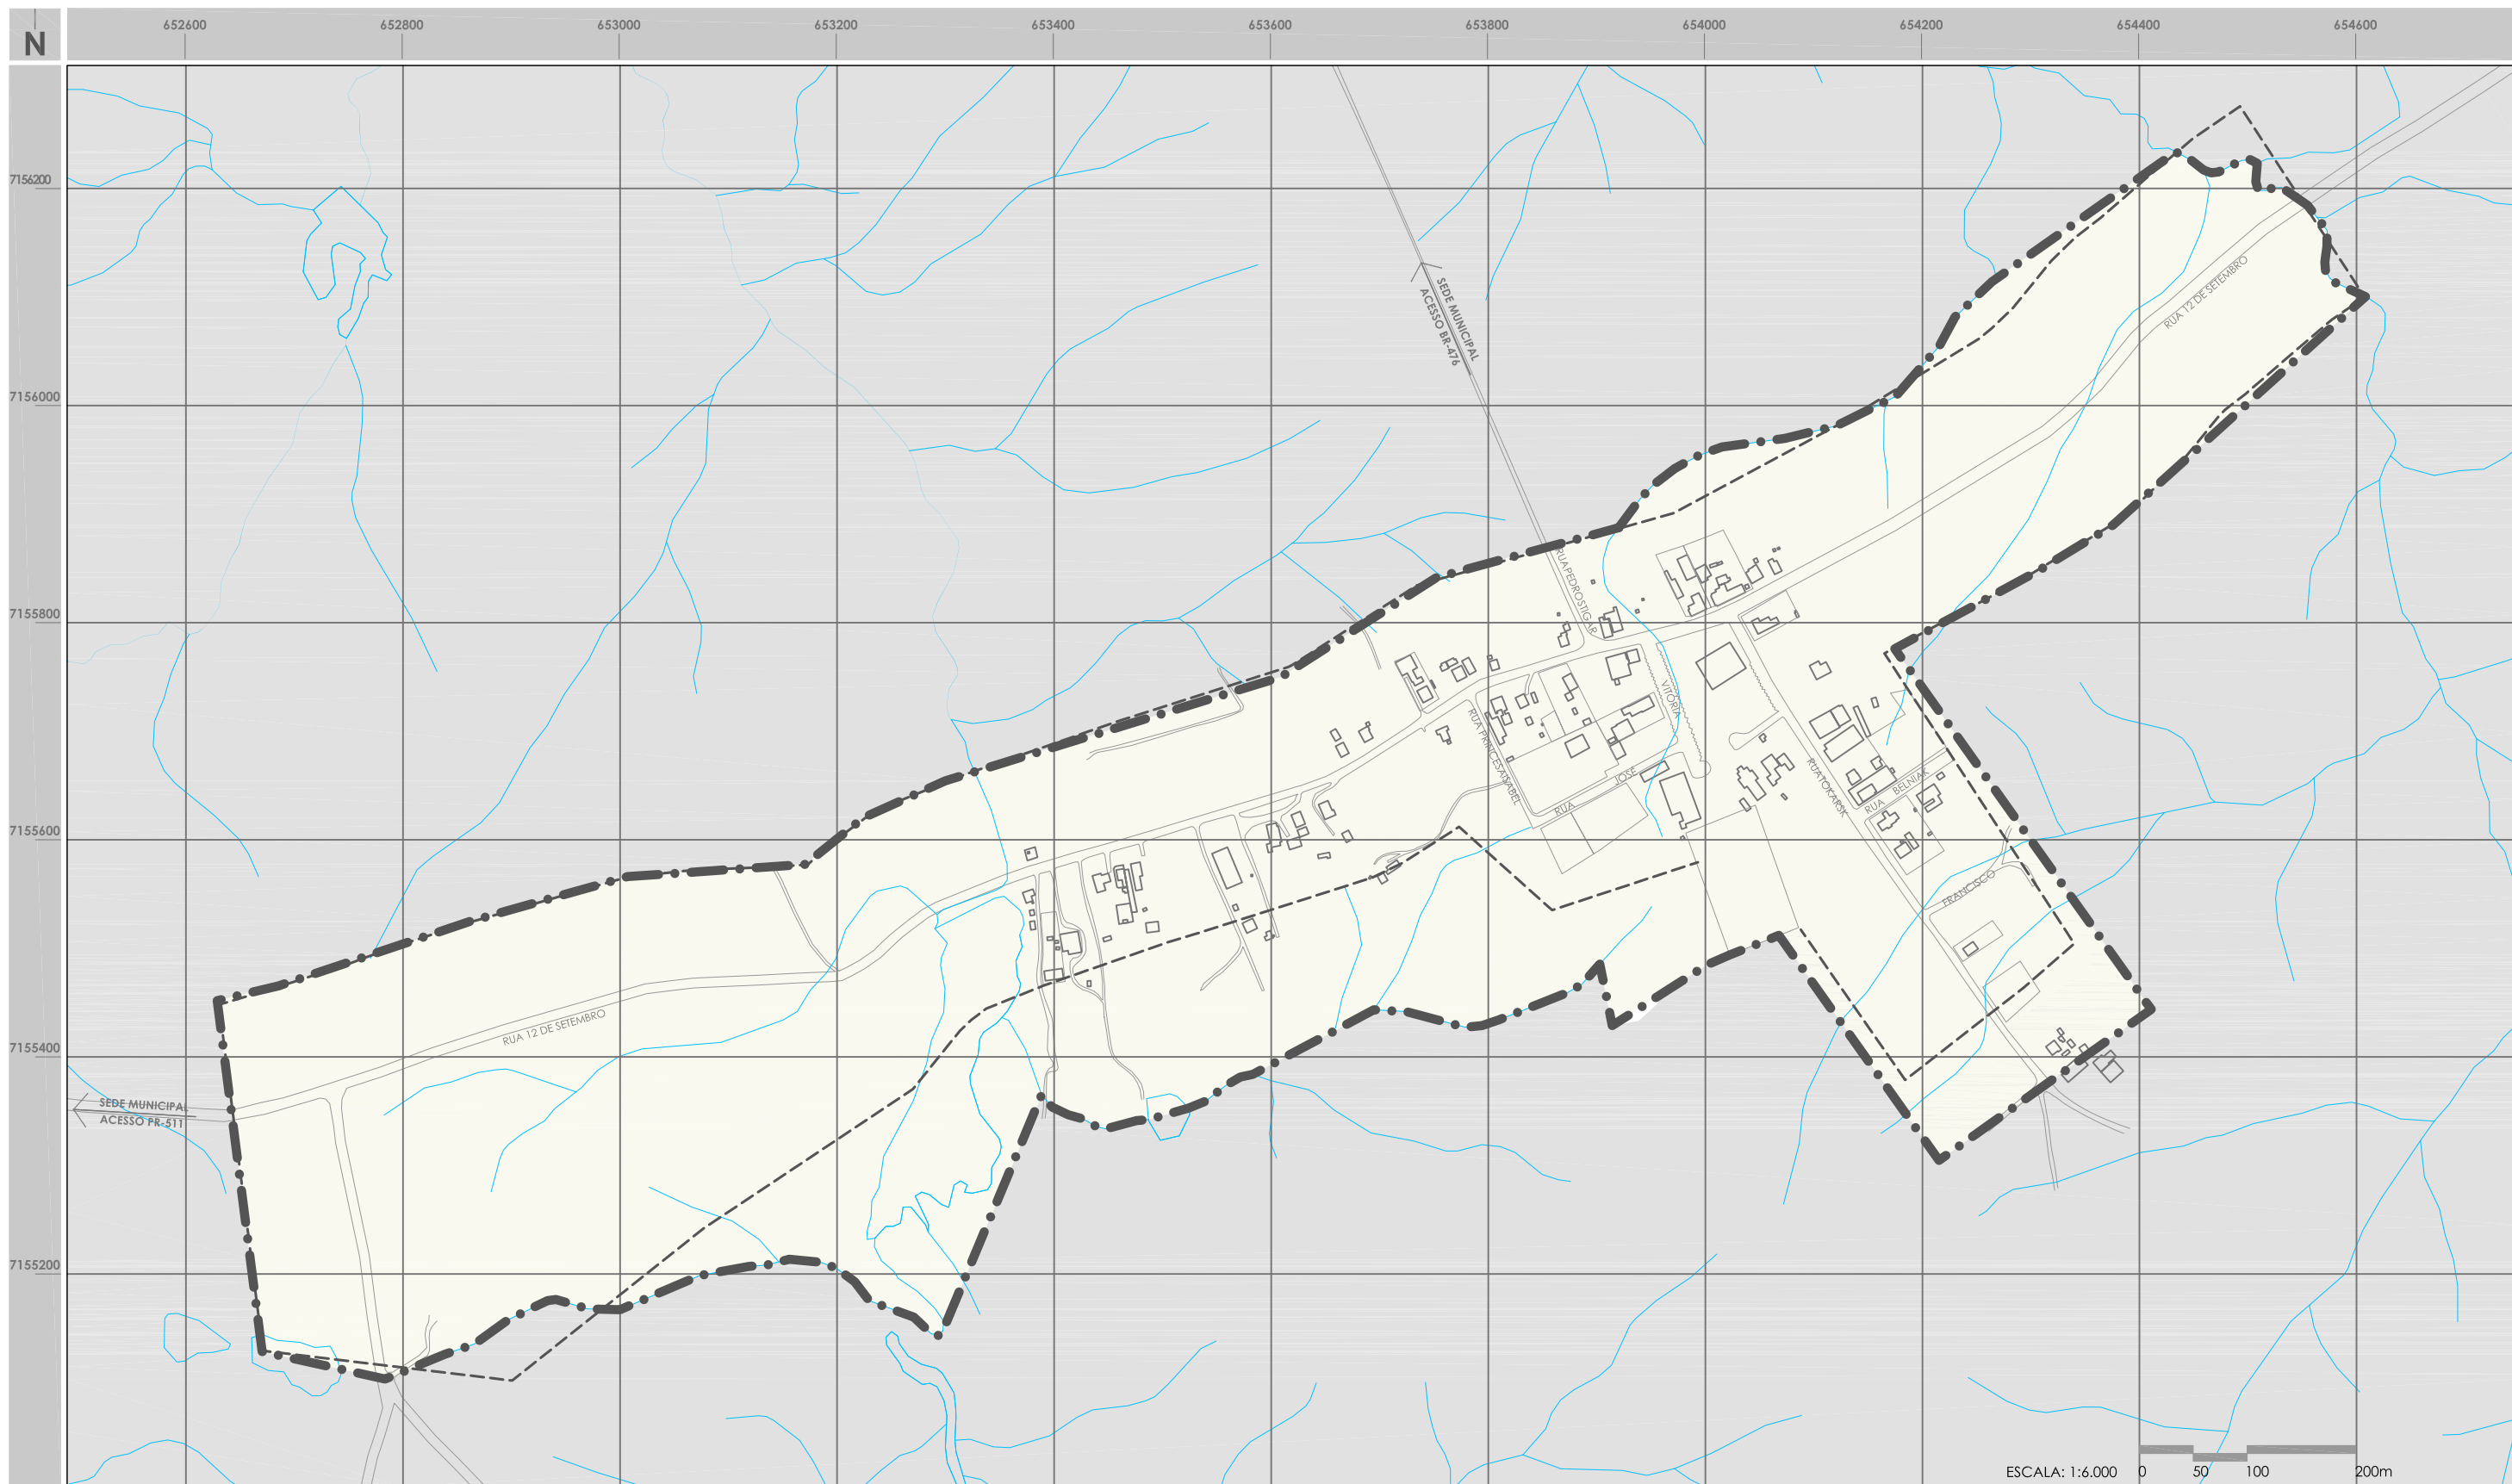 N
652600 652800 653000 653200 653400 653600 653800 654000 654200 654400 654600
7156200
7156000
7155800
7155600
7155400
7155200
SEDE MUNICIPAL
ACESSO BR-476
RUA 12 DE SETEMBRO
RUA PEDRO STIGAR
VITÓRIA
RUA PRINCESA ISABEL
RUA JOSÉ
RUA TOKARSK
RUA BELNIAK
FRANCISCO
RUA 12 DE SETEMBRO
SEDE MUNICIPAL
ACESSO PR-511
ESCALA: 1:6.000 0 50 100 200m